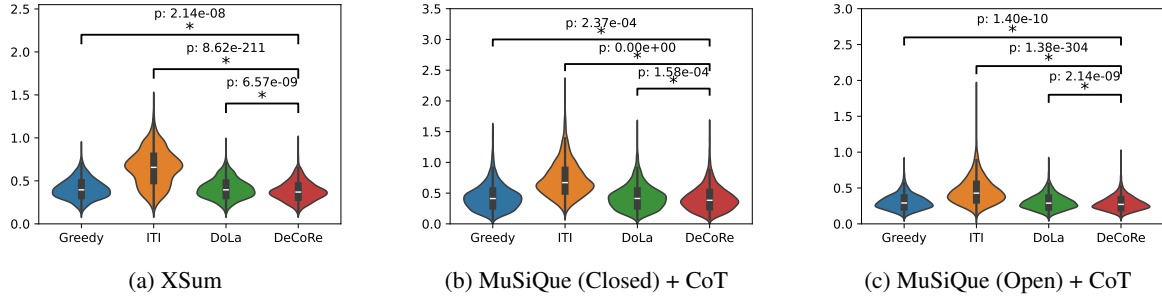 2.5
2.0
1.5
1.0
0.5
0.0
p: 2.14e-08
*
p: 8.62e-211
*
p: 6.57e-09
*
Greedy ITI DoLa DeCoRe
(a) XSum
3.5
3.0
2.5
2.0
1.5
1.0
0.5
0.0
p: 2.37e-04
*
p: 0.00e+00
*
p: 1.58e-04
*
Greedy ITI DoLa DeCoRe
(b) MuSiQue (Closed) + CoT
3.0
2.5
2.0
1.5
1.0
0.5
0.0
p: 1.40e-10
*
p: 1.38e-304
*
p: 2.14e-09
*
Greedy ITI DoLa DeCoRe
(c) MuSiQue (Open) + CoT